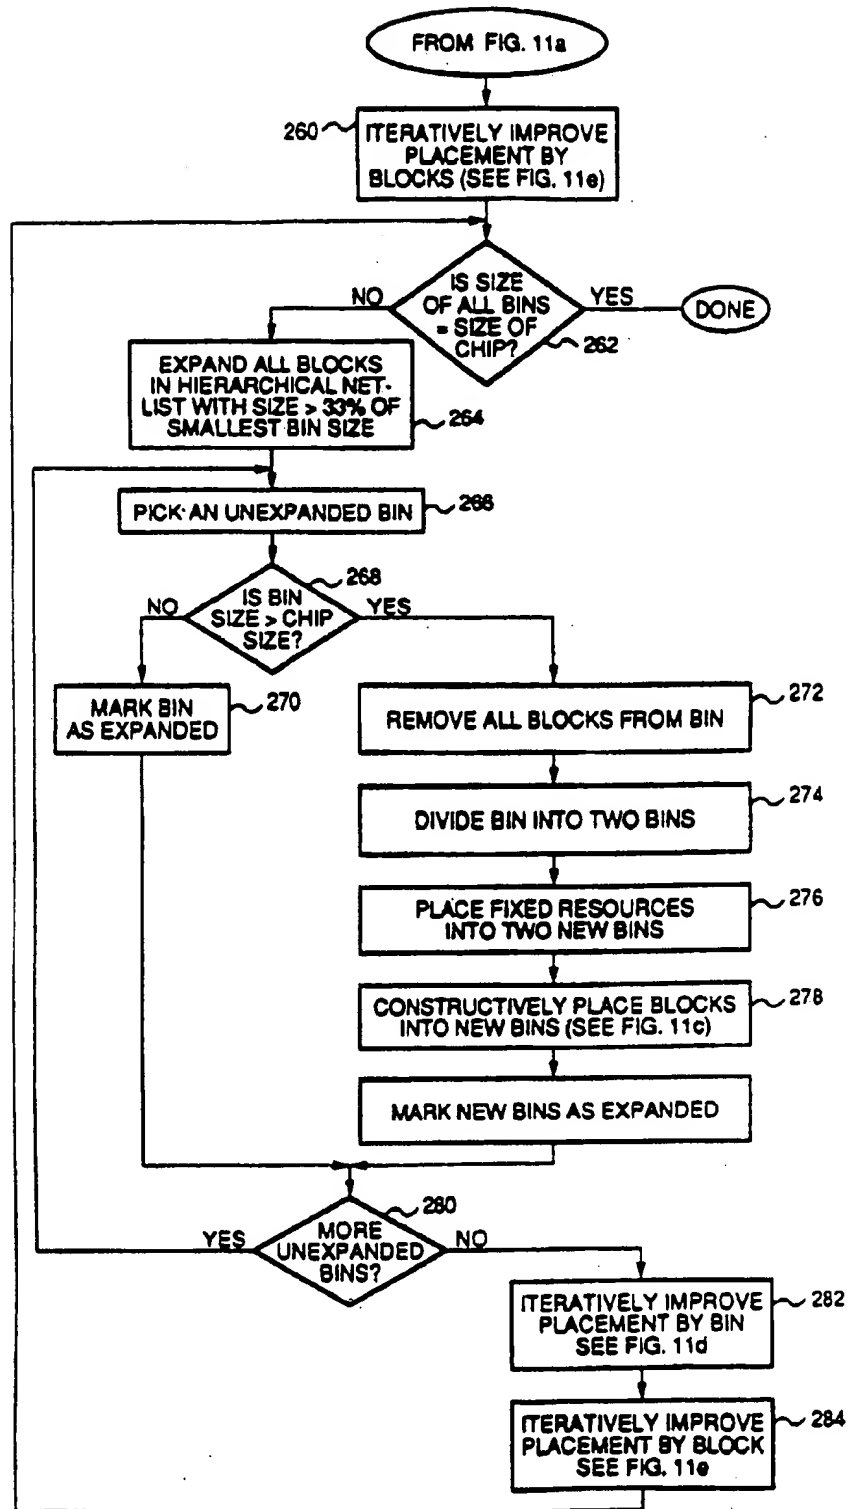 FROM FIG. 11a
260
ITERATIVELY IMPROVE
PLACEMENT BY
BLOCKS (SEE FIG. 11e)
IS SIZE
OF ALL BINS
= SIZE OF
CHIP?
NO
YES
DONE
262
EXPAND ALL BLOCKS
IN HIERARCHICAL NET-
LIST WITH SIZE > 33% OF
SMALLEST BIN SIZE
264
PICK AN UNEXPANDED BIN
266
268
IS BIN
SIZE > CHIP
SIZE?
NO
YES
MARK BIN
AS EXPANDED
270
REMOVE ALL BLOCKS FROM BIN
272
DIVIDE BIN INTO TWO BINS
274
PLACE FIXED RESOURCES
INTO TWO NEW BINS
276
CONSTRUCTIVELY PLACE BLOCKS
INTO NEW BINS (SEE FIG. 11c)
278
MARK NEW BINS AS EXPANDED
280
MORE
UNEXPANDED
BINS?
YES
NO
ITERATIVELY IMPROVE
PLACEMENT BY BIN
SEE FIG. 11d
282
ITERATIVELY IMPROVE
PLACEMENT BY BLOCK
SEE FIG. 11e
284